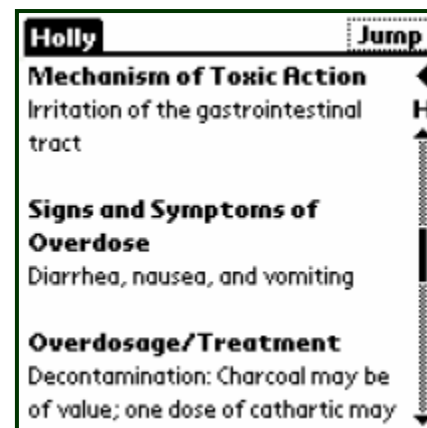 Holly Jump
Mechanism of Toxic Action
Irritation of the gastrointestinal H
tract
Signs and Symptoms of
Overdose
Diarrhea, nausea, and vomiting
Overdosage/Treatment
Decontamination: Charcoal may be
of value; one dose of cathartic may